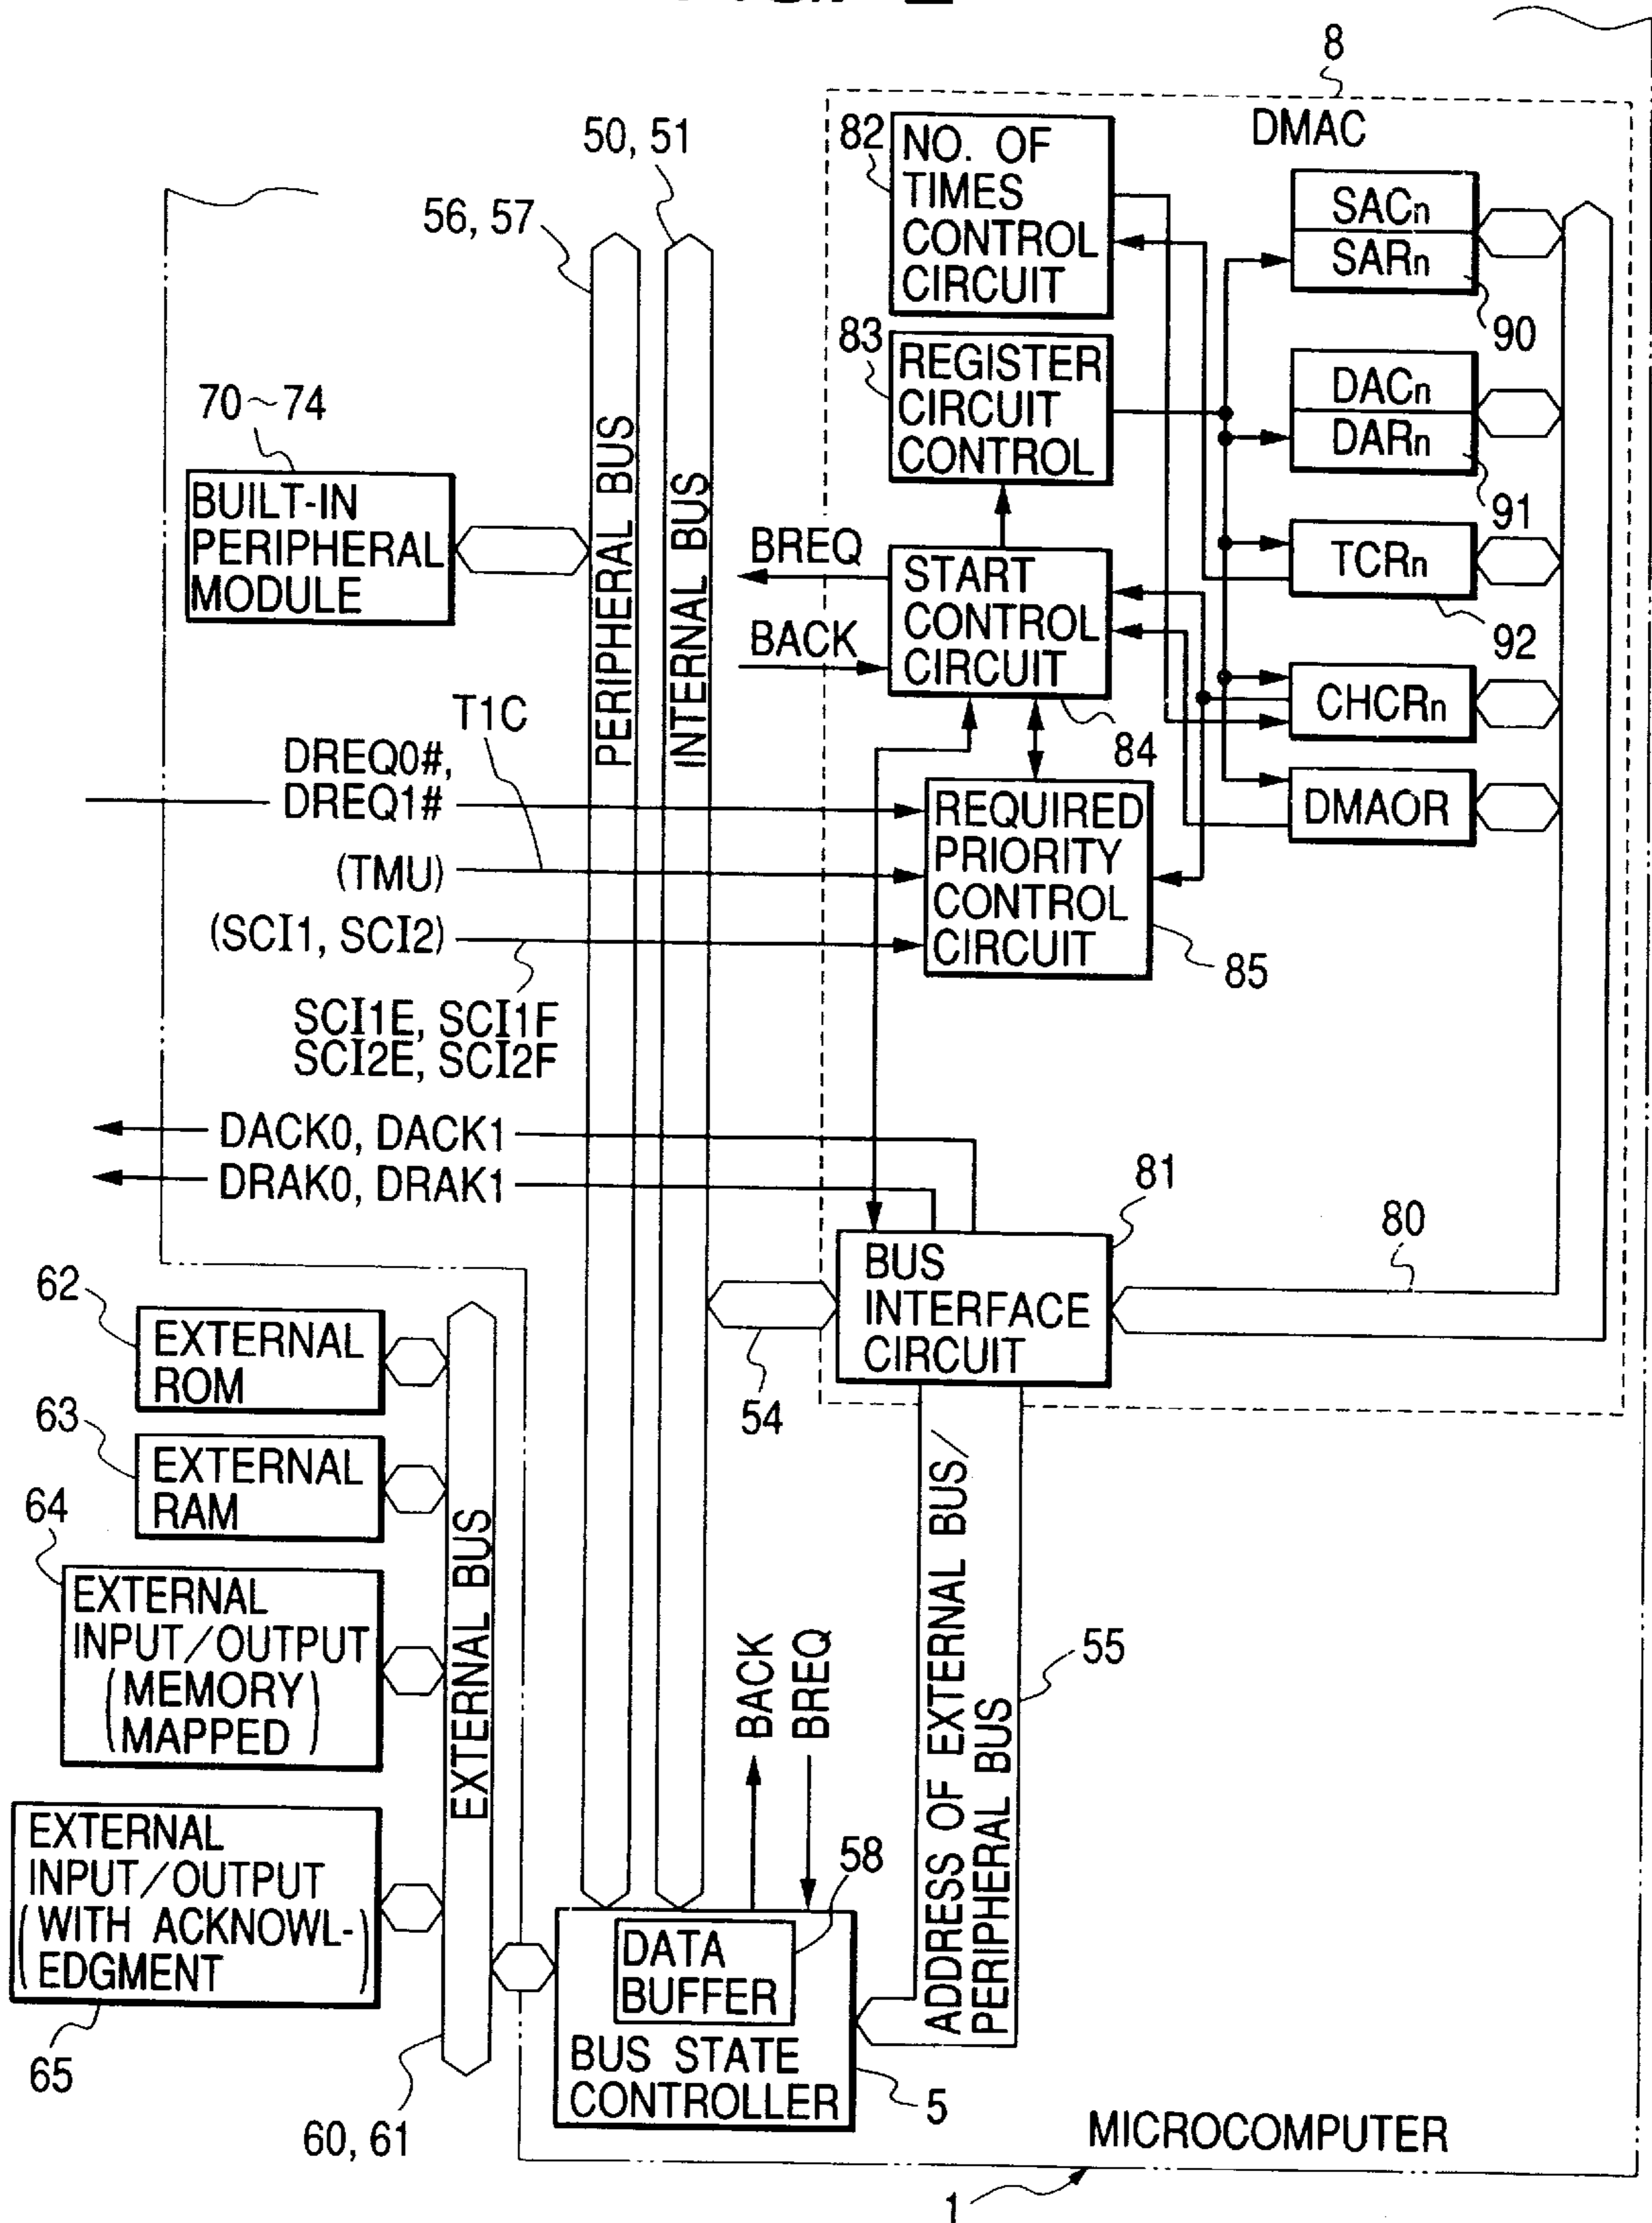 8
DMAC
82
NO. OF
TIMES
CONTROL
CIRCUIT
50, 51
56, 57
SACn
SARn
90
83
REGISTER
CIRCUIT
CONTROL
DACn
DARn
91
70~74
BUILT-IN
PERIPHERAL
MODULE
PERIPHERAL BUS
INTERNAL BUS
BREQ
BACK
START
CONTROL
CIRCUIT
84
TCRn
92
CHCRn
DMAOR
T1C
DREQ0#,
DREQ1#
(TMU)
(SCI1, SCI2)
SCI1E, SCI1F
SCI2E, SCI2F
REQUIRED
PRIORITY
CONTROL
CIRCUIT
85
DACK0, DACK1
DRAK0, DRAK1
81
BUS
INTERFACE
CIRCUIT
80
54
62
EXTERNAL
ROM
63
EXTERNAL
RAM
64
EXTERNAL
INPUT/OUTPUT
(MEMORY
MAPPED)
EXTERNAL BUS
65
EXTERNAL
INPUT/OUTPUT
(WITH ACKNOWL-
EDGMENT)
60, 61
BACK
BREQ
ADDRESS OF EXTERNAL BUS/
PERIPHERAL BUS
55
58
DATA
BUFFER
BUS STATE
CONTROLLER
5
MICROCOMPUTER
1